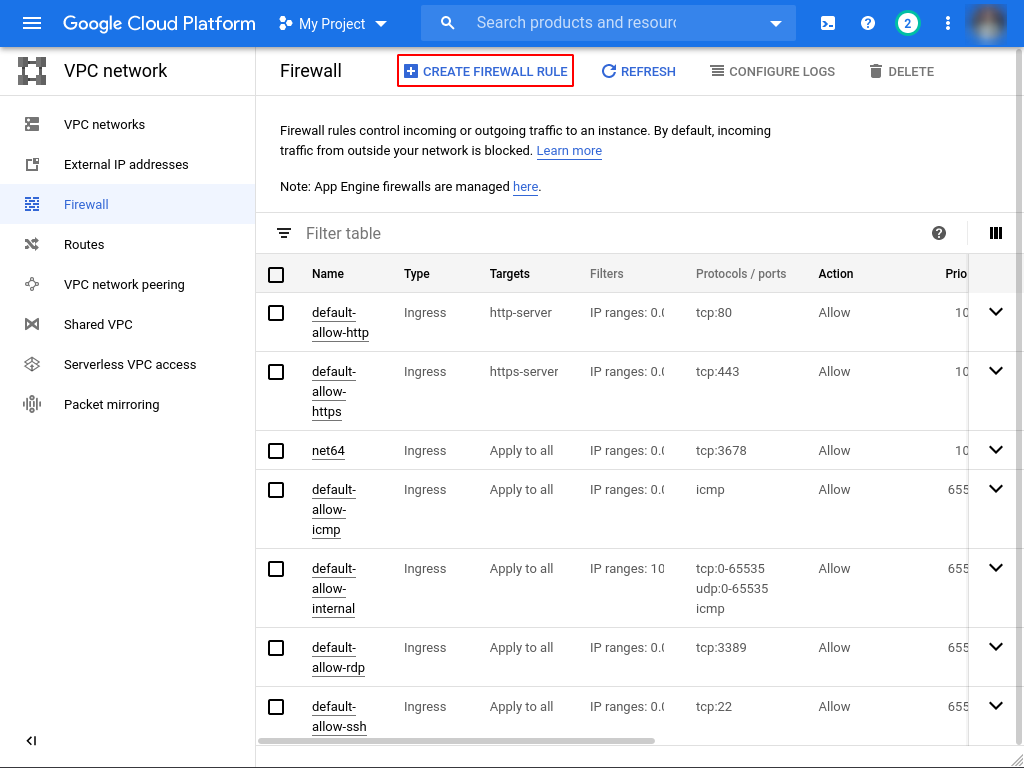 Google Cloud Platform
My Project
Search products and resourc
2
VPC network
Firewall
CREATE FIREWALL RULE
REFRESH
CONFIGURE LOGS
DELETE
VPC networks
External IP addresses
Firewall
Routes
VPC network peering
Shared VPC
Serverless VPC access
Packet mirroring
Firewall rules control incoming or outgoing traffic to an instance. By default, incoming
traffic from outside your network is blocked. Learn more
Note: App Engine firewalls are managed here.
Filter table
Name Type Targets Filters Protocols / ports Action Prio
default- Ingress http-server IP ranges: 0.0 tcp:80 Allow 10
allow-http
default- Ingress https-server IP ranges: 0.0 tcp:443 Allow 10
allow-
https
net64 Ingress Apply to all IP ranges: 0.0 tcp:3678 Allow 10
default- Ingress Apply to all IP ranges: 0.0 icmp Allow 655
allow-
icmp
default- Ingress Apply to all IP ranges: 10 tcp:0-65535 Allow 655
allow- udp:0-65535
internal icmp
default- Ingress Apply to all IP ranges: 0.0 tcp:3389 Allow 655
allow-rdp
default- Ingress Apply to all IP ranges: 0.0 tcp:22 Allow 655
allow-ssh